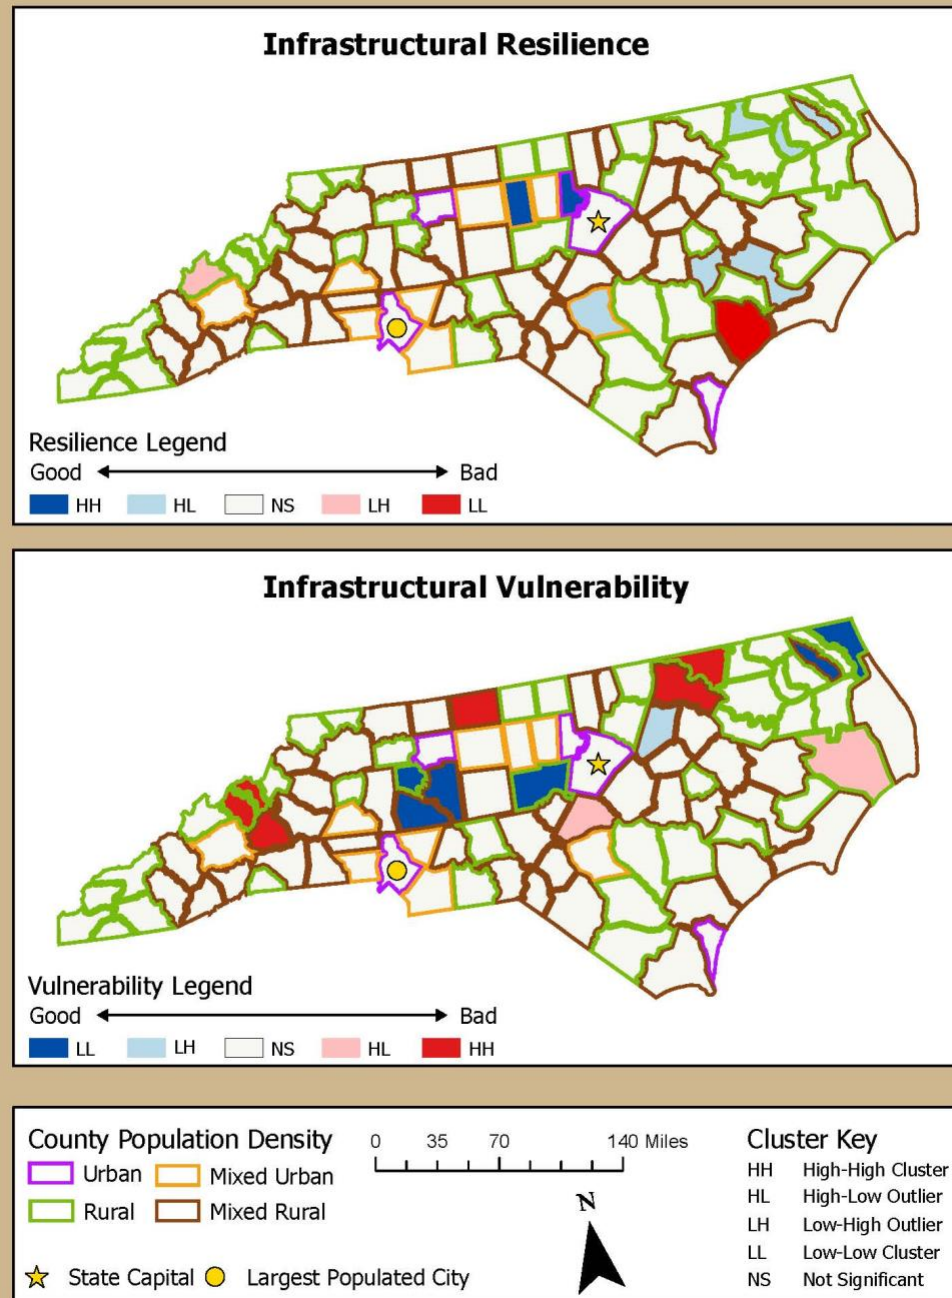 Infrastructural Resilience
Resilience Legend
Good Bad
HH HL NS LH LL
Infrastructural Vulnerability
Vulnerability Legend
Good Bad
LL LH NS HL HH
County Population Density
Urban Mixed Urban
Rural Mixed Rural
State Capital Largest Populated City
0 35 70 140 Miles
N
Cluster Key
HH High-High Cluster
HL High-Low Outlier
LH Low-High Outlier
LL Low-Low Cluster
NS Not Significant